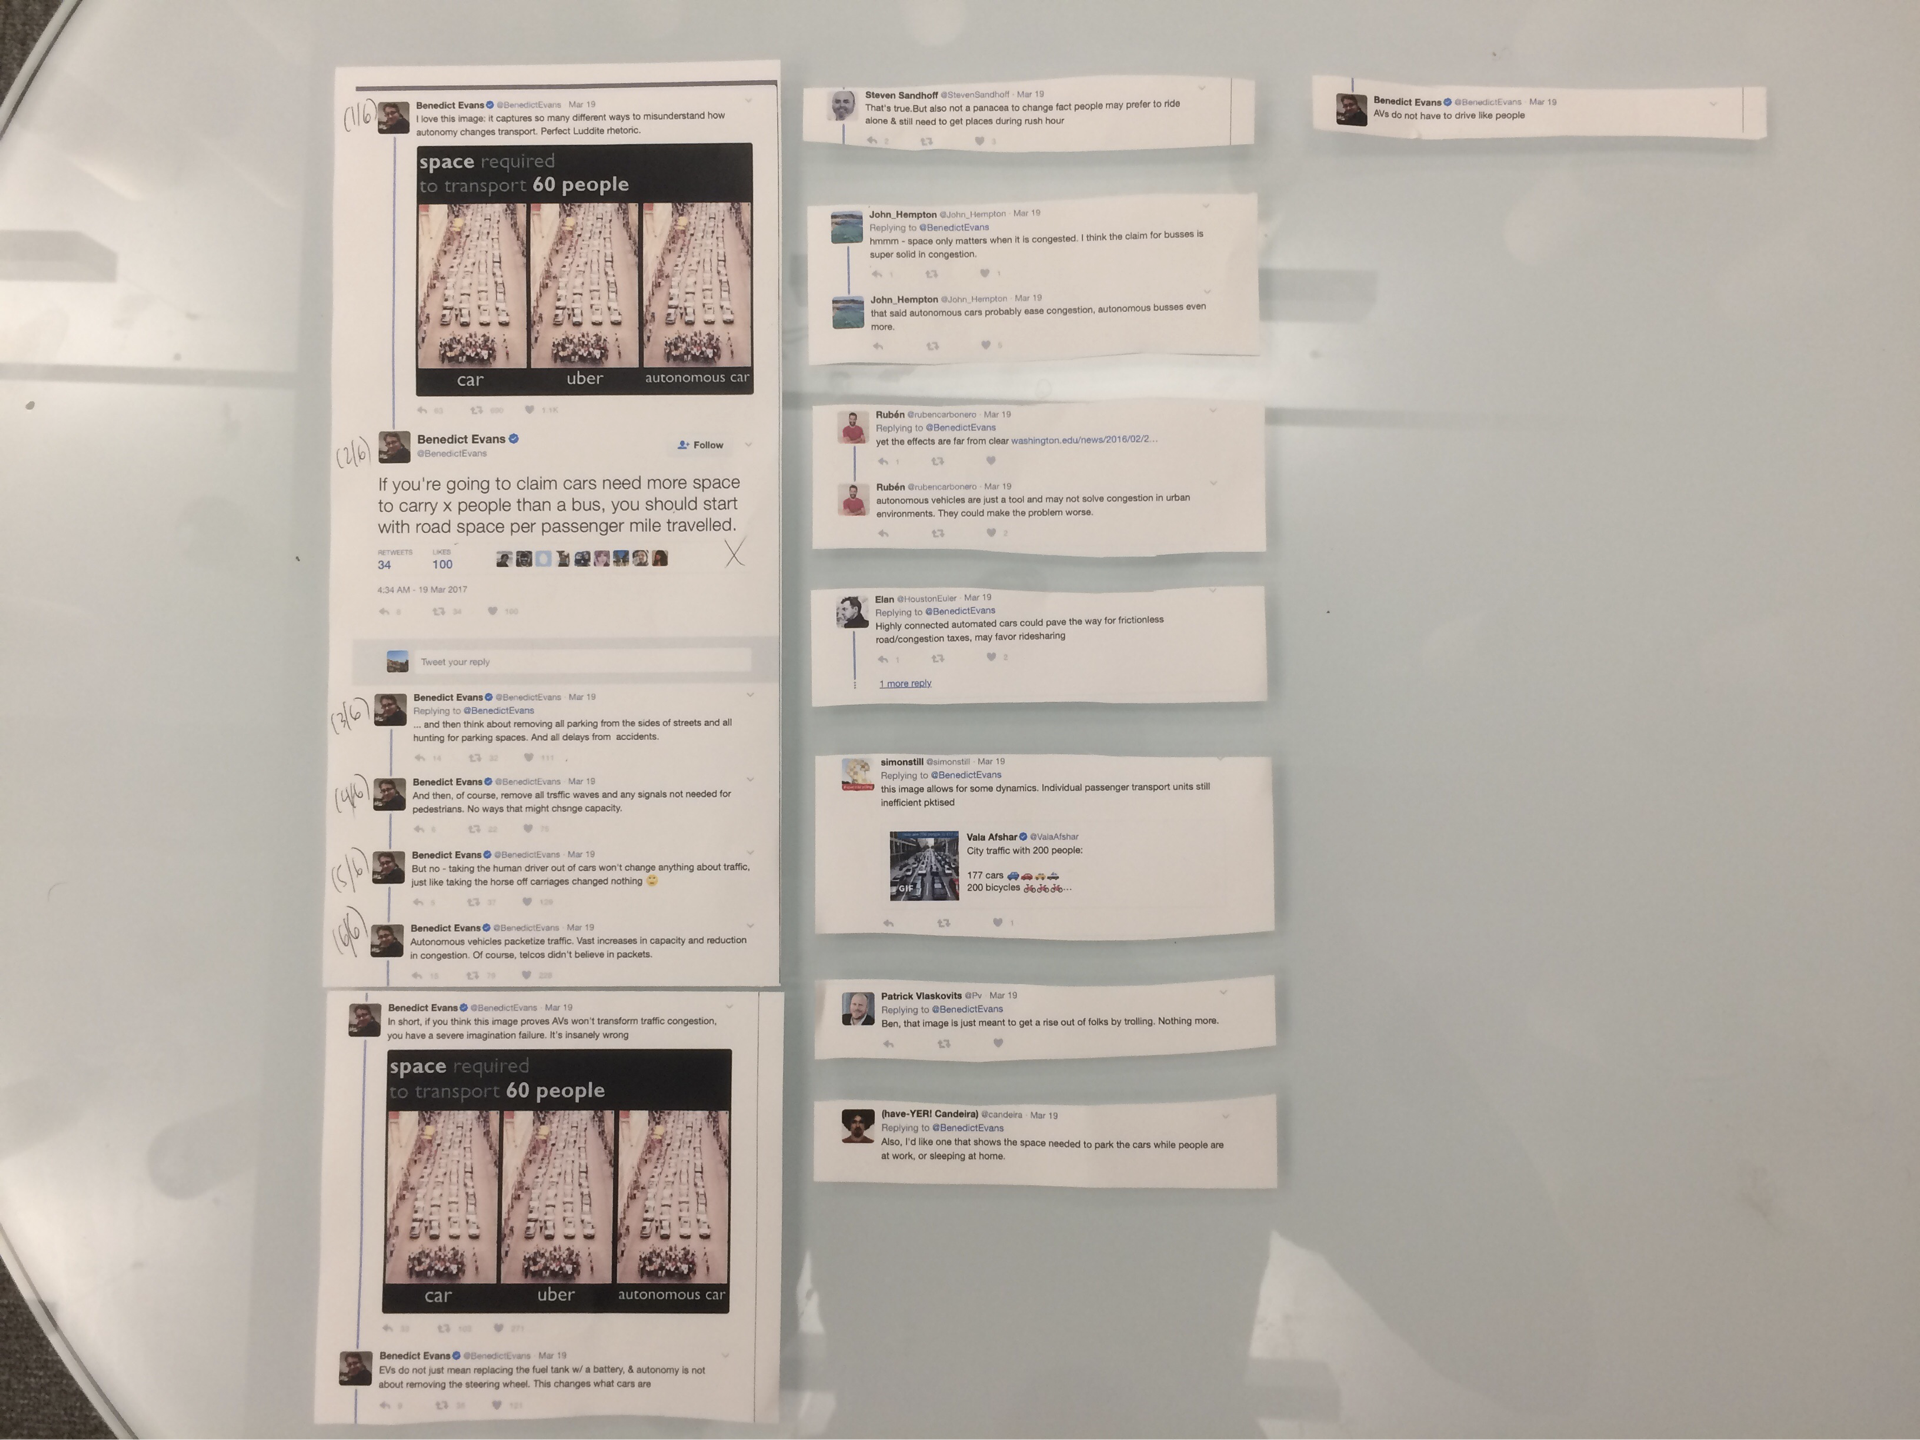 (1/6)
Benedict Evans @BenedictEvans · Mar 19
I love this image: it captures so many different ways to misunderstand how
autonomy changes transport. Perfect Luddite rhetoric.
space required
to transport 60 people
car uber autonomous car
1.1K
(2/6)
Benedict Evans
@BenedictEvans
Follow
If you're going to claim cars need more space
to carry x people than a bus, you should start
with road space per passenger mile travelled.
RETWEETS LIKES
34 100
X
4:34 AM - 19 Mar 2017
34 100
Tweet your reply
(3/6)
Benedict Evans @BenedictEvans · Mar 19
Replying to @BenedictEvans
... and then think about removing all parking from the sides of streets and all
hunting for parking spaces. And all delays from accidents.
(4/6)
Benedict Evans @BenedictEvans · Mar 19
And then, of course, remove all trsffic waves and any signals not needed for
pedestrians. No ways that might chsnge capacity.
(5/6)
Benedict Evans @BenedictEvans · Mar 19
But no - taking the human driver out of cars won't change anything about traffic,
just like taking the horse off carriages changed nothing
(6/6)
Benedict Evans @BenedictEvans · Mar 19
Autonomous vehicles packetize traffic. Vast increases in capacity and reduction
in congestion. Of course, telcos didn't believe in packets.
Benedict Evans @BenedictEvans · Mar 19
In short, if you think this image proves AVs won't transform traffic congestion,
you have a severe imagination failure. It's insanely wrong
space required
to transport 60 people
car uber autonomous car
Benedict Evans @BenedictEvans · Mar 19
EVs do not just mean replacing the fuel tank w/ a battery, & autonomy is not
about removing the steering wheel. This changes what cars are
Steven Sandhoff @StevenSandhoff · Mar 19
That's true.But also not a panacea to change fact people may prefer to ride
alone & still need to get places during rush hour
John_Hempton @John_Hempton · Mar 19
Replying to @BenedictEvans
hmmm - space only matters when it is congested. I think the claim for busses is
super solid in congestion.
John_Hempton @John_Hempton · Mar 19
that said autonomous cars probably ease congestion, autonomous busses even
more.
Rubén @rubencarbonero · Mar 19
Replying to @BenedictEvans
yet the effects are far from clear washington.edu/news/2016/02/2...
Rubén @rubencarbonero · Mar 19
autonomous vehicles are just a tool and may not solve congestion in urban
environments. They could make the problem worse.
Elan @HoustonEuler · Mar 19
Replying to @BenedictEvans
Highly connected automated cars could pave the way for frictionless
road/congestion taxes, may favor ridesharing
1 more reply
simonstill @simonstill · Mar 19
Replying to @BenedictEvans
this image allows for some dynamics. Individual passenger transport units still
inefficient pktised
Vala Afshar @ValaAfshar
City traffic with 200 people:
177 cars
200 bicycles ...
GIF
Patrick Vlaskovits @Pv · Mar 19
Replying to @BenedictEvans
Ben, that image is just meant to get a rise out of folks by trolling. Nothing more.
(have-YER! Candeira) @candeira · Mar 19
Replying to @BenedictEvans
Also, I'd like one that shows the space needed to park the cars while people are
at work, or sleeping at home.
Benedict Evans @BenedictEvans · Mar 19
AVs do not have to drive like people